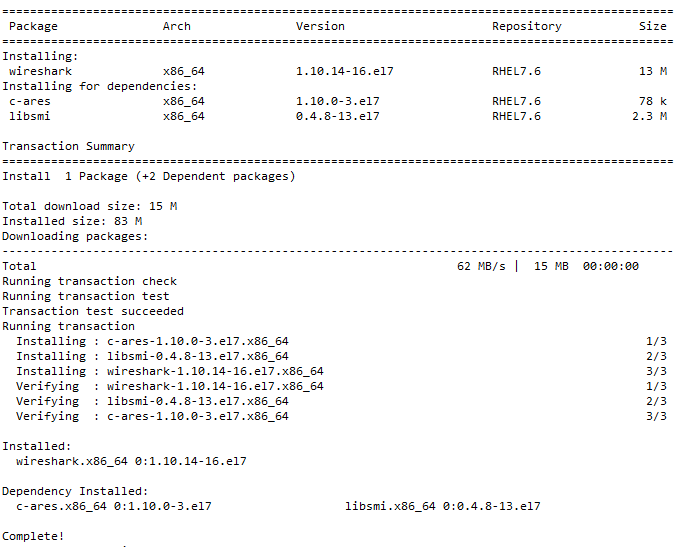 ================================================================================================
Package Arch Version Repository Size
================================================================================================
Installing:
wireshark x86_64 1.10.14-16.el7 RHEL7.6 13 M
Installing for dependencies:
c-ares x86_64 1.10.0-3.el7 RHEL7.6 78 k
libsmi x86_64 0.4.8-13.el7 RHEL7.6 2.3 M
Transaction Summary
================================================================================================
Install 1 Package (+2 Dependent packages)
Total download size: 15 M
Installed size: 83 M
Downloading packages:
------------------------------------------------------------------------------------------------
Total 62 MB/s | 15 MB 00:00:00
Running transaction check
Running transaction test
Transaction test succeeded
Running transaction
Installing : c-ares-1.10.0-3.el7.x86_64 1/3
Installing : libsmi-0.4.8-13.el7.x86_64 2/3
Installing : wireshark-1.10.14-16.el7.x86_64 3/3
Verifying : wireshark-1.10.14-16.el7.x86_64 1/3
Verifying : libsmi-0.4.8-13.el7.x86_64 2/3
Verifying : c-ares-1.10.0-3.el7.x86_64 3/3
Installed:
wireshark.x86_64 0:1.10.14-16.el7
Dependency Installed:
c-ares.x86_64 0:1.10.0-3.el7 libsmi.x86_64 0:0.4.8-13.el7
Complete!